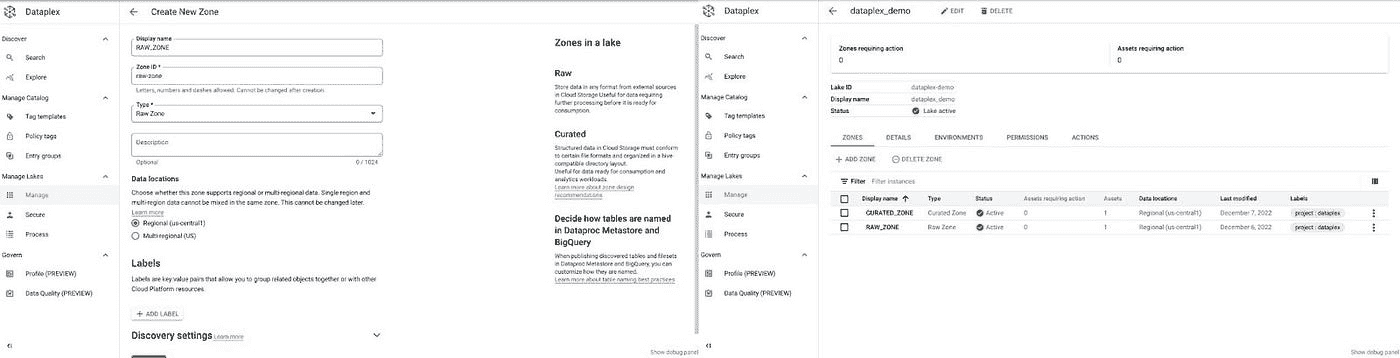 Dataplex
Discover
Search
Explore
Manage Catalog
Tag templates
Policy tags
Entry groups
Manage Lakes
Manage
Secure
Process
Govern
Profile (PREVIEW)
Data Quality (PREVIEW)
Create New Zone
Display name
RAW_ZONE
Zone ID *
raw-zone
Letters, numbers and dashes allowed. Cannot be changed after creation.
Type *
Raw Zone
Description
Optional 0 / 1024
Data locations
Choose whether this zone supports regional or multi-regional data. Single region and
multi-region data cannot be mixed in the same zone. This cannot be changed later.
Learn more
Regional (us-central1)
Multi-regional (US)
Labels
Labels are key value pairs that allow you to group related objects together or with other
Cloud Platform resources.
ADD LABEL
Discovery settings Learn more
Zones in a lake
Raw
Store data in any format from external sources
in Cloud Storage Useful for data requiring
further processing before it is ready for
consumption.
Curated
Structured data in Cloud Storage must conform
to certain file formats and organized in a hive
compatible directory layout.
Useful for data ready for consumption and
analytics workloads.
Learn more about zone design
recommendations
Decide how tables are named
in Dataproc Metastore and
BigQuery
When publishing discovered tables and filesets
in Dataproc Metastore and BigQuery, you can
customize how they are named.
Learn more about table naming best practices
Show debug panel
Dataplex
Discover
Search
Explore
Manage Catalog
Tag templates
Policy tags
Entry groups
Manage Lakes
Manage
Secure
Process
Govern
Profile (PREVIEW)
Data Quality (PREVIEW)
dataplex_demo EDIT DELETE
Zones requiring action Assets requiring action
0 0
Lake ID dataplex-demo
Display name dataplex_demo
Status Lake active
ZONES DETAILS ENVIRONMENTS PERMISSIONS ACTIONS
ADD ZONE DELETE ZONE
Filter Filter instances
Display name Type Status Assets requiring action Assets Data locations Last modified Labels
CURATED_ZONE Curated Zone Active 0 1 Regional (us-central1) December 7, 2022 project : dataplex
RAW_ZONE Raw Zone Active 0 1 Regional (us-central1) December 6, 2022 project : dataplex
Show debug panel